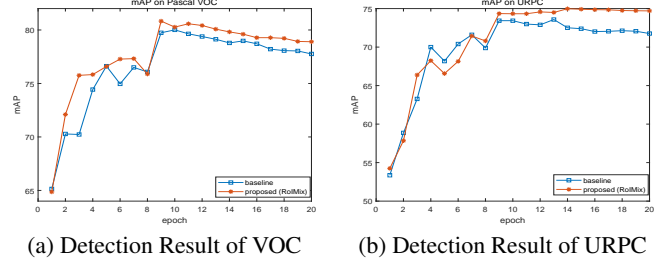 mAP on Pascal VOC
80
75
70
65
mAP
0 2 4 6 8 10 12 14 16 18 20
epoch
baseline
proposed (RoIMix)
(a) Detection Result of VOC
mAP on URPC
75
70
65
60
55
50
mAP
0 2 4 6 8 10 12 14 16 18 20
epoch
baseline
proposed (RoIMix)
(b) Detection Result of URPC